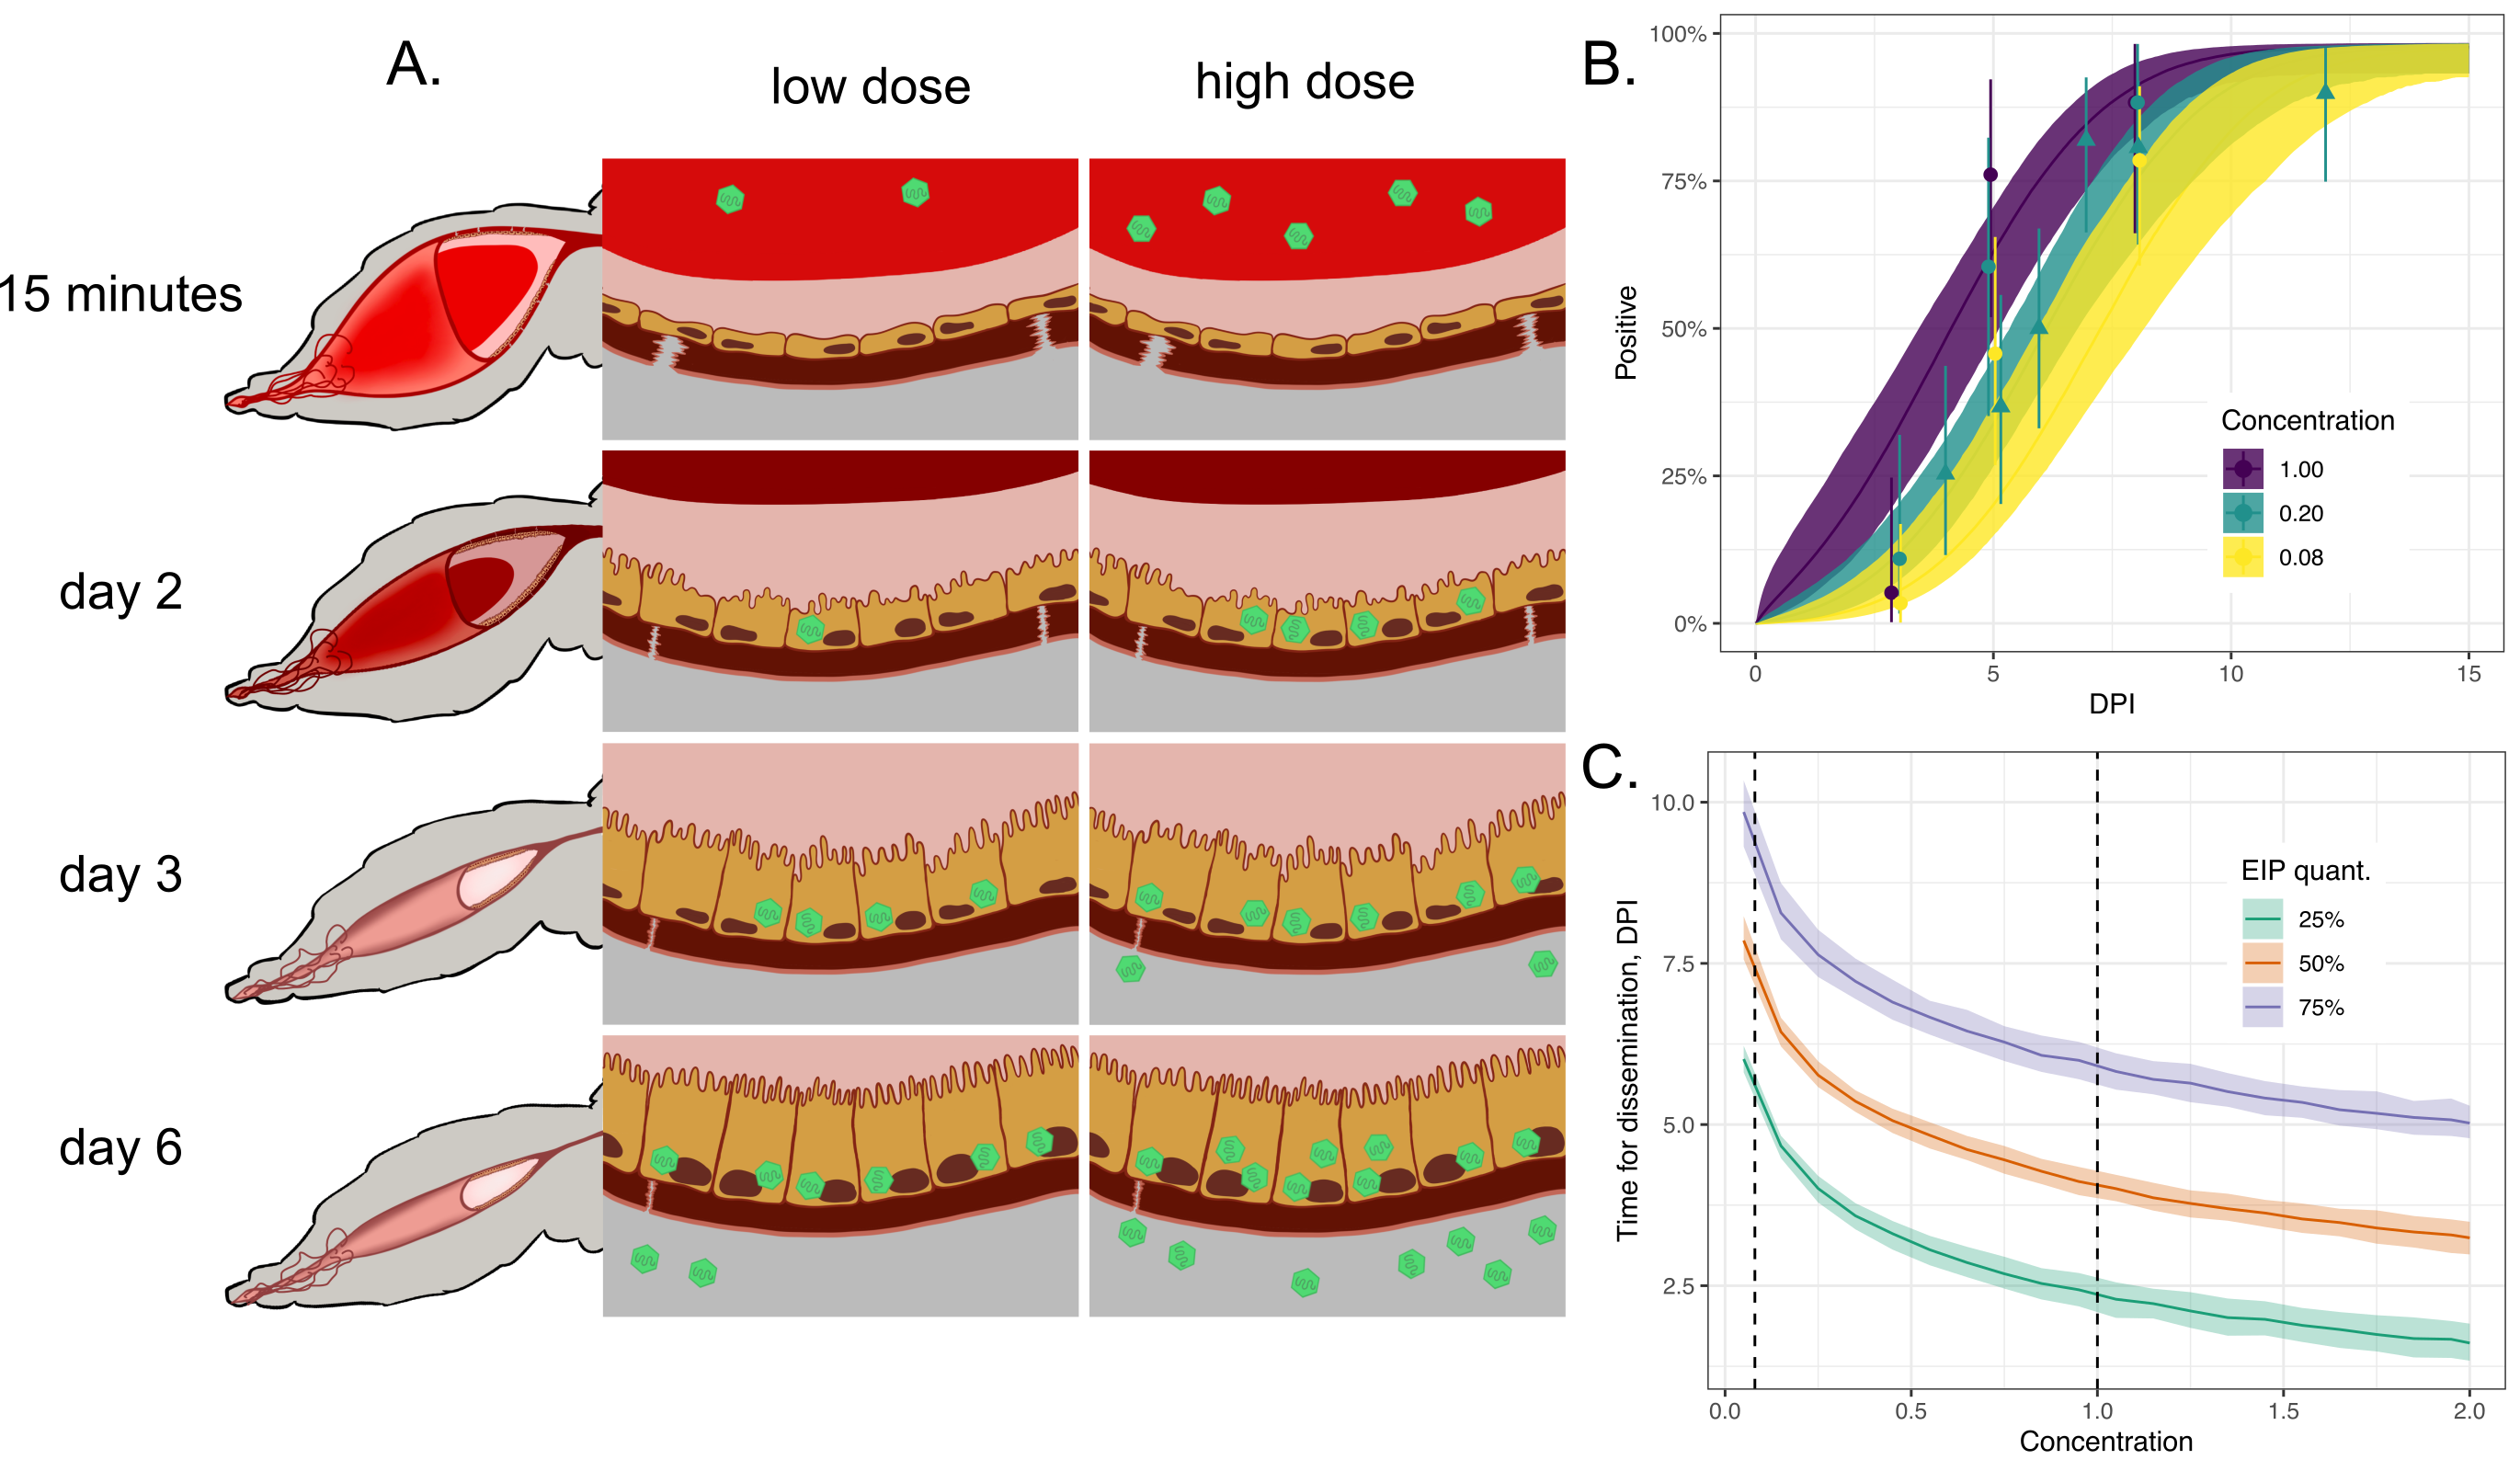 A.
low dose
high dose
15 minutes
day 2
day 3
day 6
B.
100%
75%
50%
25%
0%
Positive
0 5 10 15
DPI
Concentration
1.00
0.20
0.08
C.
10.0
7.5
5.0
2.5
Time for dissemination, DPI
0.0 0.5 1.0 1.5 2.0
Concentration
EIP quant.
25%
50%
75%